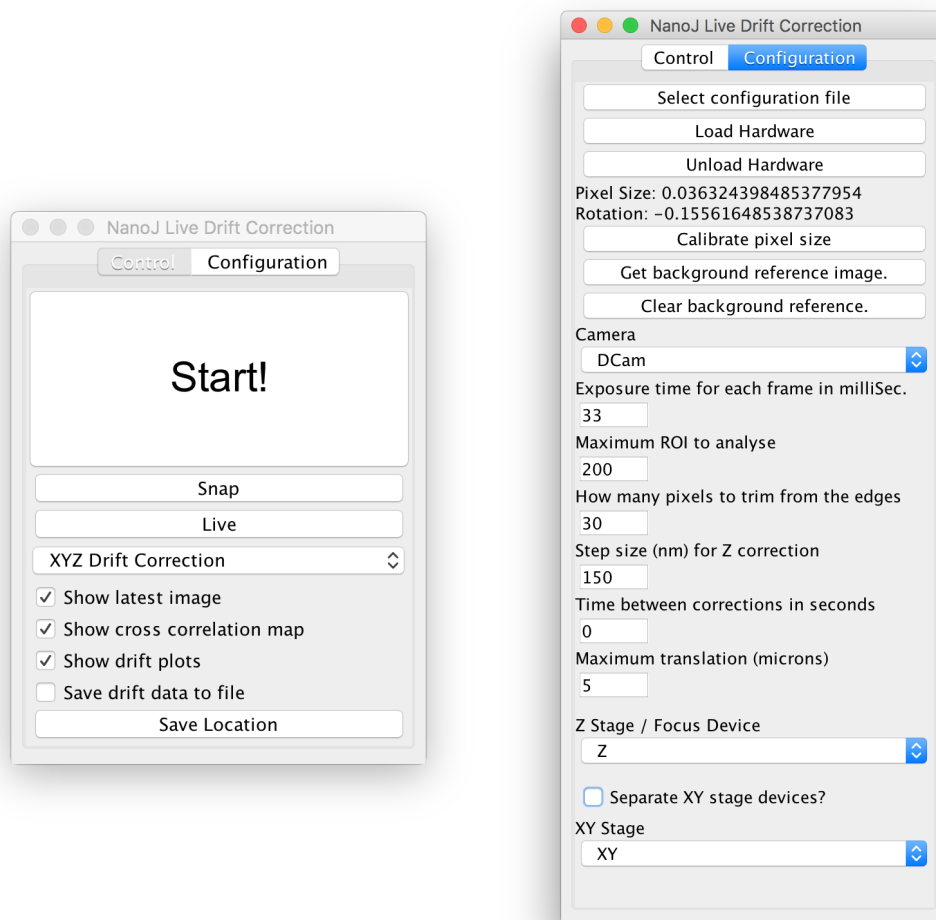 NanoJ Live Drift Correction
Control Configuration
Start!
Snap
Live
XYZ Drift Correction
Show latest image
Show cross correlation map
Show drift plots
Save drift data to file
Save Location
NanoJ Live Drift Correction
Control Configuration
Select configuration file
Load Hardware
Unload Hardware
Pixel Size: 0.036324398485377954
Rotation: -0.15561648538737083
Calibrate pixel size
Get background reference image.
Clear background reference.
Camera
DCam
Exposure time for each frame in milliSec.
33
Maximum ROI to analyse
200
How many pixels to trim from the edges
30
Step size (nm) for Z correction
150
Time between corrections in seconds
0
Maximum translation (microns)
5
Z Stage / Focus Device
Z
Separate XY stage devices?
XY Stage
XY